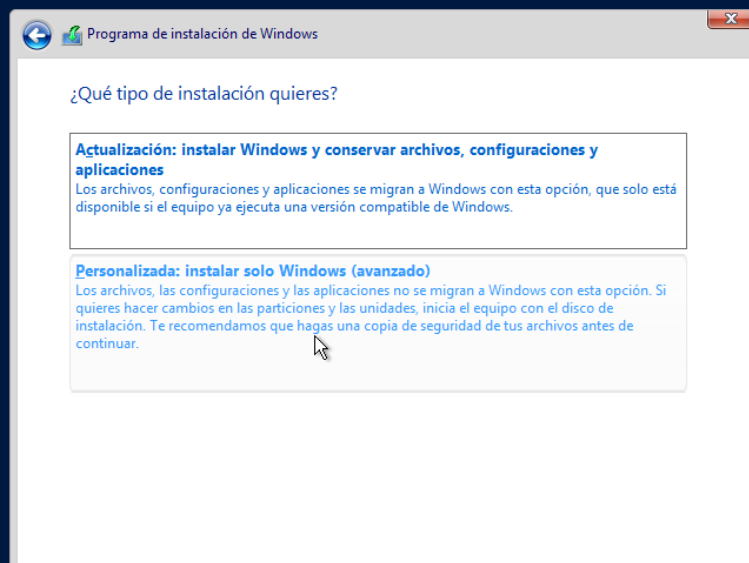 Programa de instalación de Windows
¿Qué tipo de instalación quieres?
Actualización: instalar Windows y conservar archivos, configuraciones y
aplicaciones
Los archivos, configuraciones y aplicaciones se migran a Windows con esta opción, que solo está
disponible si el equipo ya ejecuta una versión compatible de Windows.
Personalizada: instalar solo Windows (avanzado)
Los archivos, las configuraciones y las aplicaciones no se migran a Windows con esta opción. Si
quieres hacer cambios en las particiones y las unidades, inicia el equipo con el disco de
instalación. Te recomendamos que hagas una copia de seguridad de tus archivos antes de
continuar.